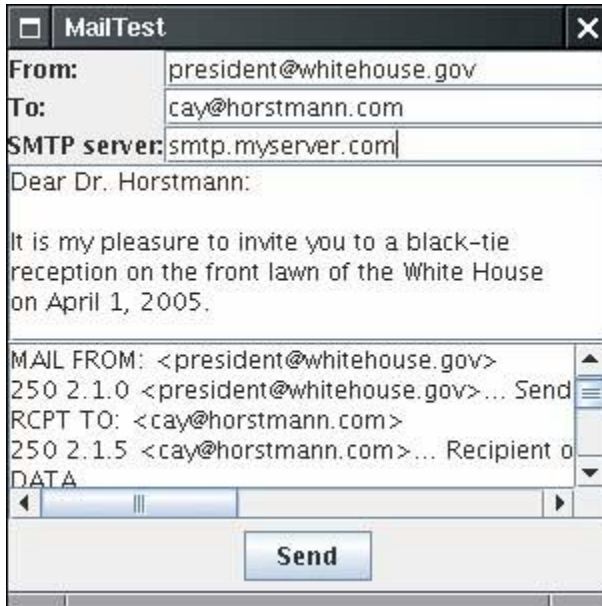 MailTest
From: president@whitehouse.gov
To: cay@horstmann.com
SMTP server: smtp.myserver.com
Dear Dr. Horstmann:
It is my pleasure to invite you to a black-tie
reception on the front lawn of the White House
on April 1, 2005.
MAIL FROM: <president@whitehouse.gov>
250 2.1.0 <president@whitehouse.gov>... Send
RCPT TO: <cay@horstmann.com>
250 2.1.5 <cay@horstmann.com>... Recipient o
DATA
Send